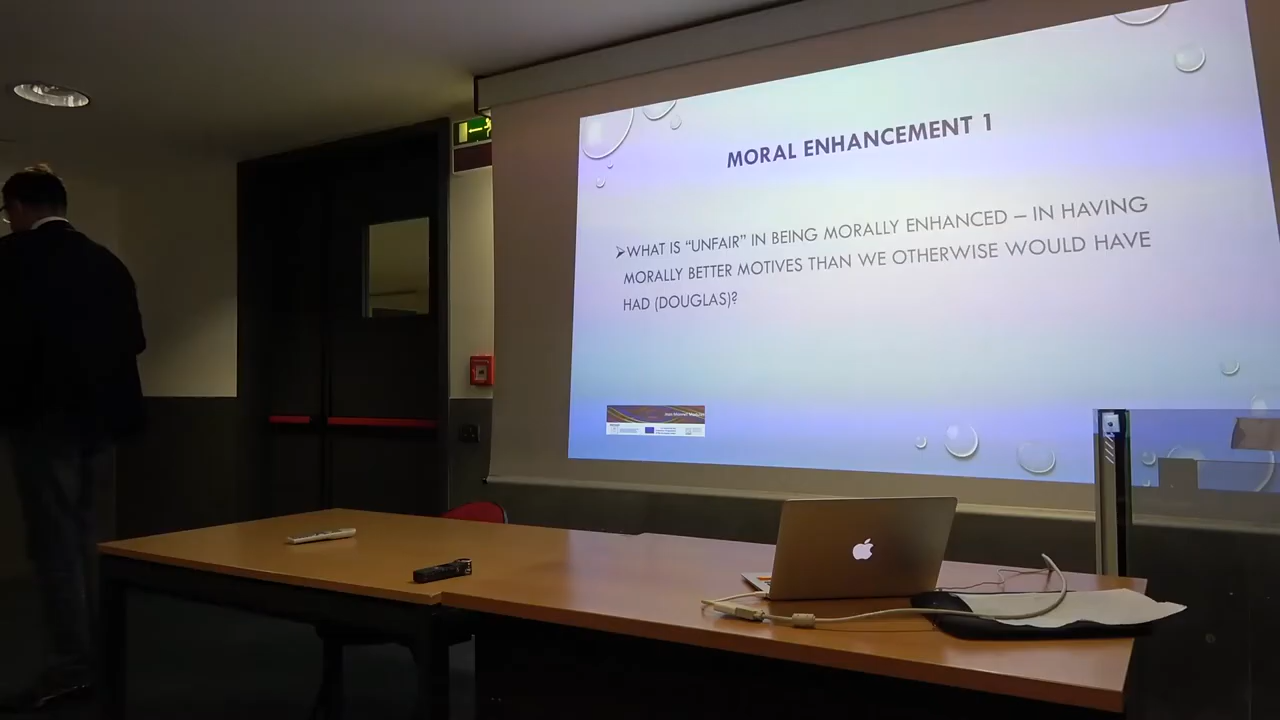 MORAL ENHANCEMENT 1
WHAT IS “UNFAIR” IN BEING MORALLY ENHANCED – IN HAVING
MORALLY BETTER MOTIVES THAN WE OTHERWISE WOULD HAVE
HAD (DOUGLAS)?